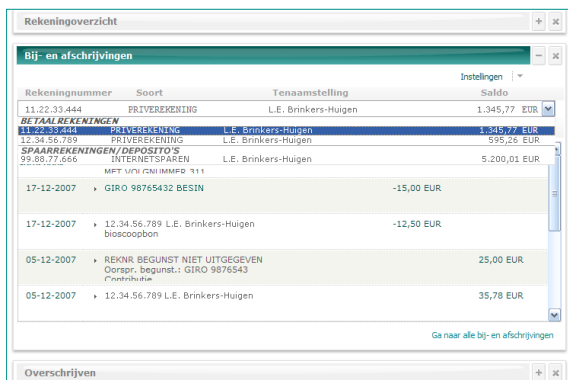 Rekeningoverzicht
Bij- en afschrijvingen
Instellingen
Rekeningnummer Soort Tenaamstelling Saldo
11.22.33.444 PRIVEREKENING L.E. Brinkers-Huigen 1.345,77 EUR
BETAALREKENINGEN
11.22.33.444 PRIVEREKENING L.E. Brinkers-Huigen 1.345,77 EUR
12.34.56.789 PRIVEREKENING L.E. Brinkers-Huigen 595,26 EUR
SPAARREKENINGEN/DEPOSITO'S
99.88.77.666 INTERNETSPAREN L.E. Brinkers-Huigen 5.200,01 EUR
MET VOLGNUMMER 311
17-12-2007 GIRO 98765432 BESIN -15,00 EUR
17-12-2007 12.34.56.789 L.E. Brinkers-Huigen -12,50 EUR
bioscoopbon
05-12-2007 REKNR BEGUNST NIET UITGEGEVEN 25,00 EUR
Oorspr. begunst.: GIRO 9876543
Contributie
05-12-2007 12.34.56.789 L.E. Brinkers-Huigen 35,78 EUR
Ga naar alle bij- en afschrijvingen
Overschrijven